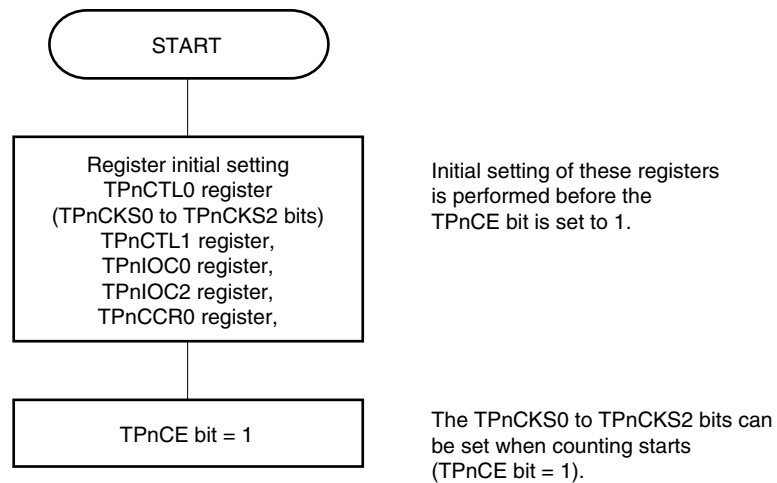 START
Register initial setting
TPnCTL0 register
(TPnCKS0 to TPnCKS2 bits)
TPnCTL1 register,
TPnIOC0 register,
TPnIOC2 register,
TPnCCR0 register,
Initial setting of these registers
is performed before the
TPnCE bit is set to 1.
TPnCE bit = 1
The TPnCKS0 to TPnCKS2 bits can
be set when counting starts
(TPnCE bit = 1).